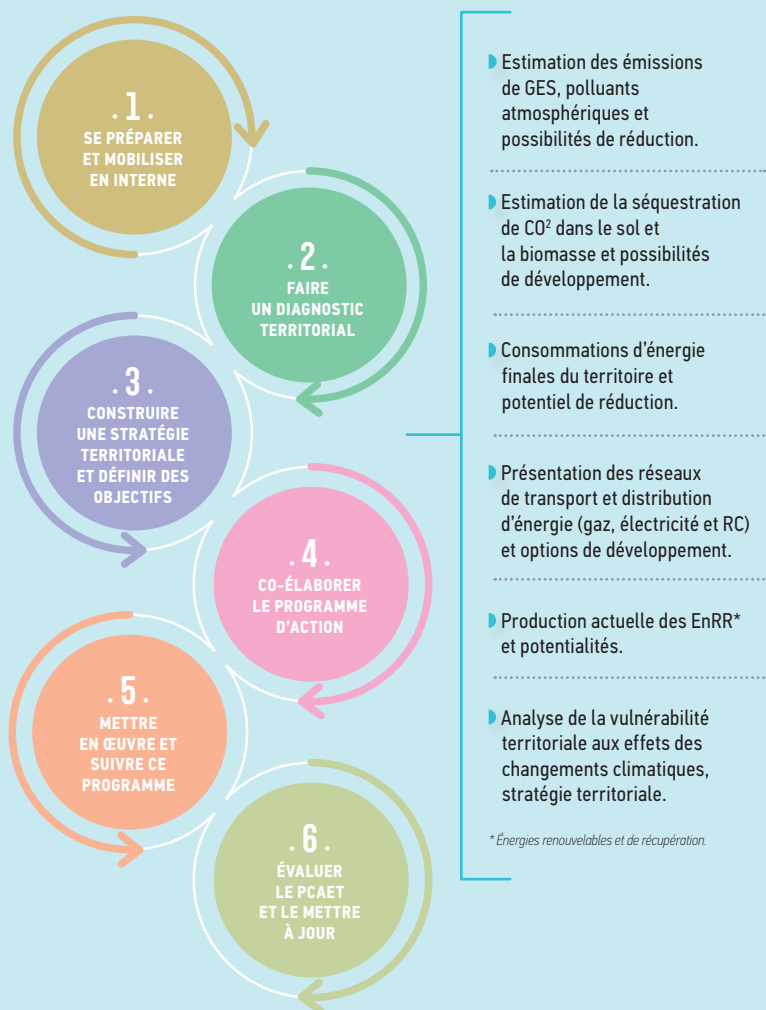 . 1 .
SE PRÉPARER
ET MOBILISER
EN INTERNE
. 2 .
FAIRE
UN DIAGNOSTIC
TERRITORIAL
. 3 .
CONSTRUIRE
UNE STRATÉGIE
TERRITORIALE
ET DÉFINIR DES
OBJECTIFS
. 4 .
CO-ÉLABORER
LE PROGRAMME
D’ACTION
. 5 .
METTRE
EN ŒUVRE ET
SUIVRE CE
PROGRAMME
. 6 .
ÉVALUER
LE PCAET
ET LE METTRE
À JOUR
Estimation des émissions
de GES, polluants
atmosphériques et
possibilités de réduction.
Estimation de la séquestration
de CO² dans le sol et
la biomasse et possibilités
de développement.
Consommations d’énergie
finales du territoire et
potentiel de réduction.
Présentation des réseaux
de transport et distribution
d’énergie (gaz, électricité et RC)
et options de développement.
Production actuelle des EnRR*
et potentialités.
Analyse de la vulnérabilité
territoriale aux effets des
changements climatiques,
stratégie territoriale.
* Énergies renouvelables et de récupération.